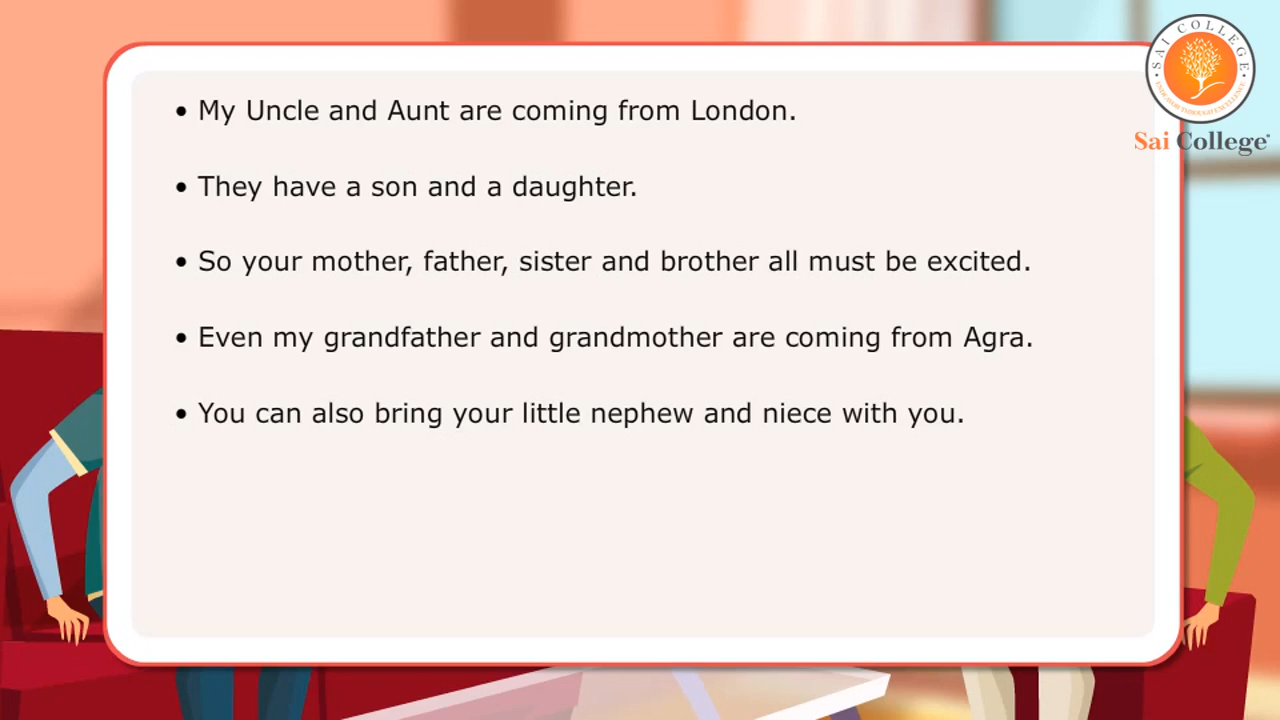 • My Uncle and Aunt are coming from London.
• They have a son and a daughter.
• So your mother, father, sister and brother all must be excited.
• Even my grandfather and grandmother are coming from Agra.
• You can also bring your little nephew and niece with you.
SAI COLLEGE
Sai College